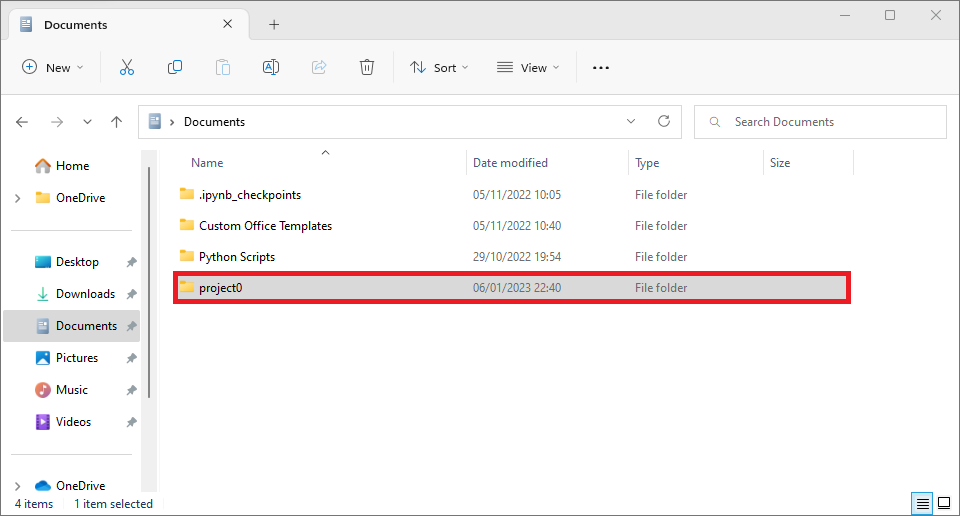 Documents
New
Sort
View
Documents
Search Documents
Home
OneDrive
Desktop
Downloads
Documents
Pictures
Music
Videos
OneDrive
Name Date modified Type Size
.ipynb_checkpoints 05/11/2022 10:05 File folder
Custom Office Templates 05/11/2022 10:40 File folder
Python Scripts 29/10/2022 19:54 File folder
project0 06/01/2023 22:40 File folder
4 items 1 item selected